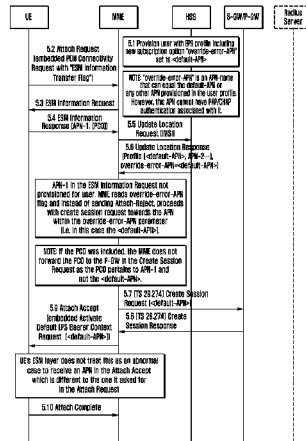 UE
MME
HSS
S-GW/P-GW
Radius
Server
5.1 Provision user with EPS profile including
new subscription option "override-error-APN"
set to <default-APN>
5.2 Attach Request
(embedded PDN Connectivity
Request with "ESM Information
Transfer Flag")
NOTE "override-error-APN" is an APN-name
that can equal the default-APN or
any other APN provisioned in the user profile.
However, this APN cannot have PAP/CHAP
authentication associated with it.
5.3 ESM Information Request
5.4 ESM Information
Response (APN-1, [PCO])
5.5 Update Location
Request (IMSI)
5.6 Update Location Response
(Profile [<default-APN>, APN-2...],
override-error-APN=<default-APN>)
APN-1 in the ESM Information Request not
provisioned for user. MME reads override-error-APN
flag and instead of sending Attach-Reject, proceeds
with create session request towards the APN
within the override-error-APN parameter
(i.e. in this case the <default-APN>).
NOTE: If the PCO was included, the MME does not
forward the PCO to the P-GW in the Create Session
Request as the PCO pertains to APN-1 and
not the <default-APN>.
5.7 (TS 29.274) Create Session
Request (<default-APN>)
5.8 (TS 29.274) Create
Session Response
5.9 Attach Accept
(embedded Activate
Default EPS Bearer Context
Request (<default-APN>))
UE's ESM layer does not treat this as an abnormal
case to receive an APN in the Attach Accept
which is different to the one it asked for
in the Attach Request
5.10 Attach Complete